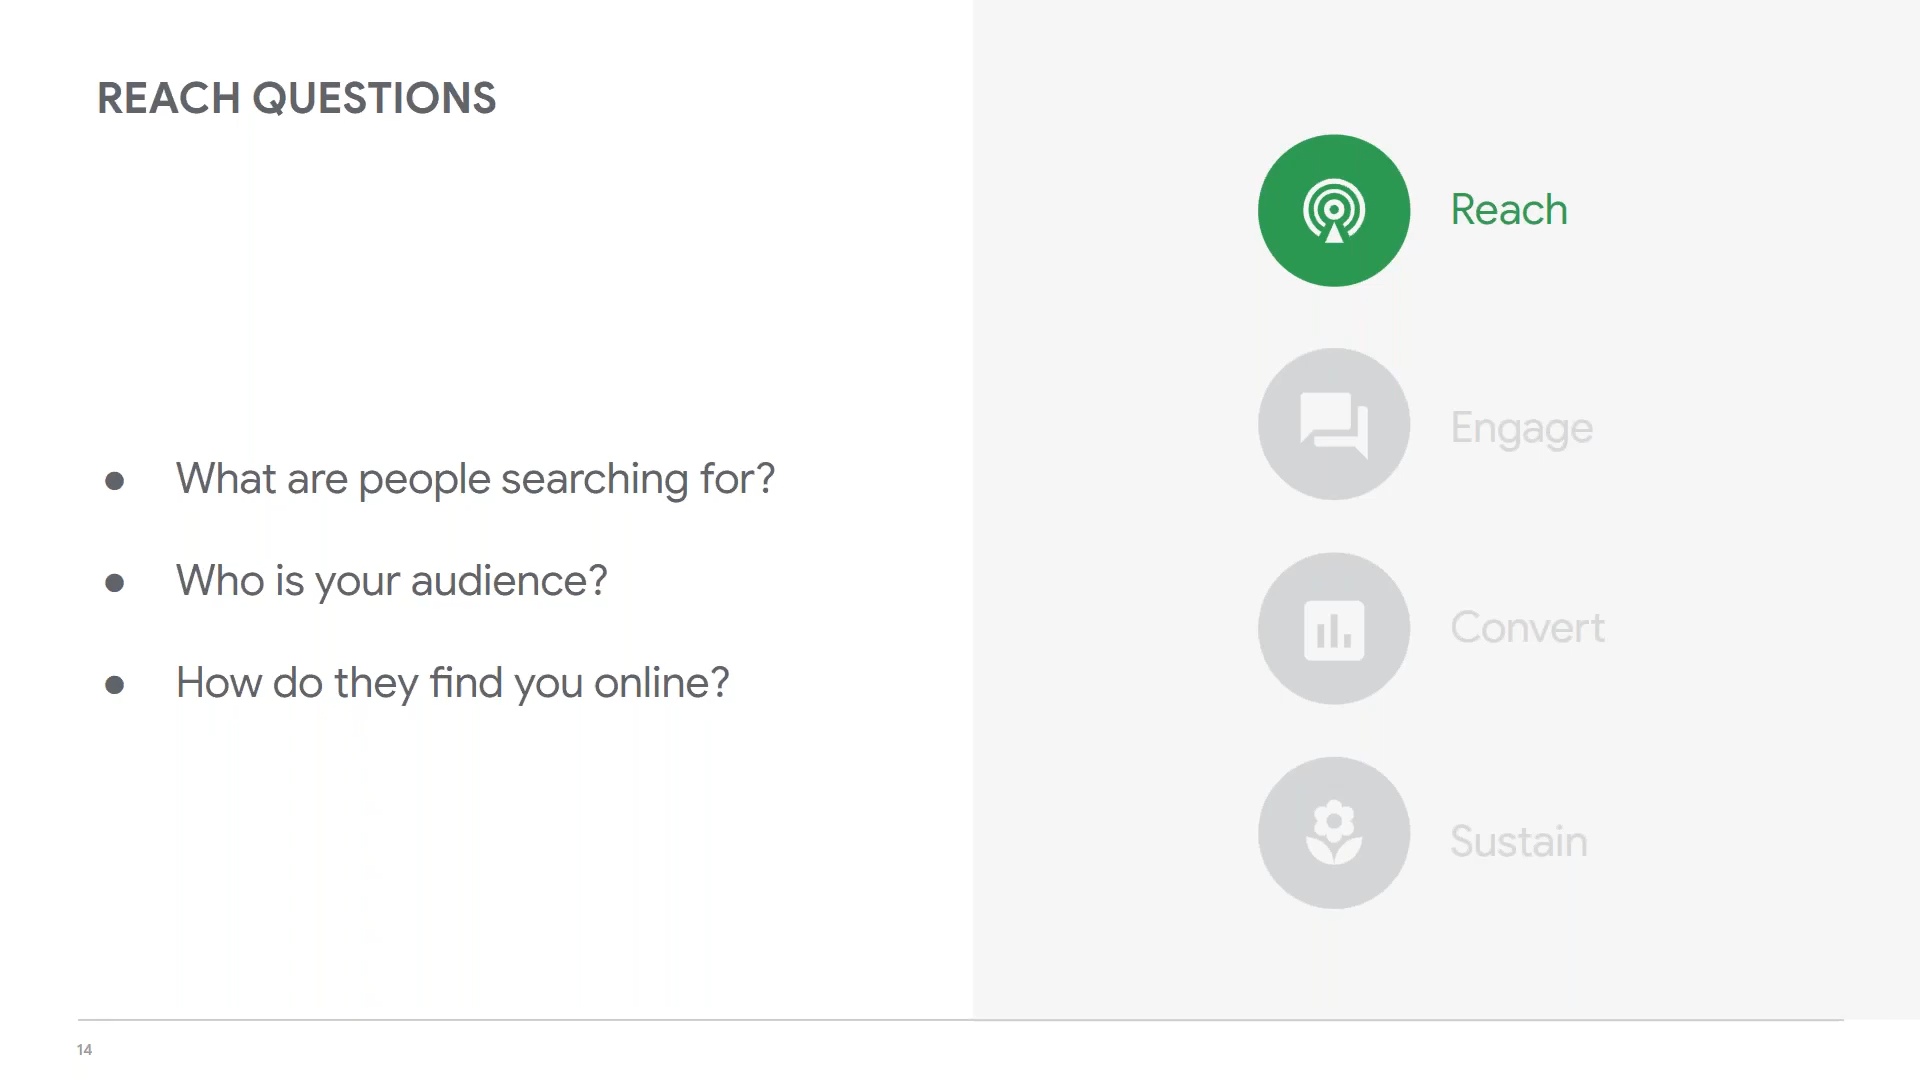 REACH QUESTIONS
● What are people searching for?
● Who is your audience?
● How do they find you online?
Reach
Engage
Convert
Sustain
14